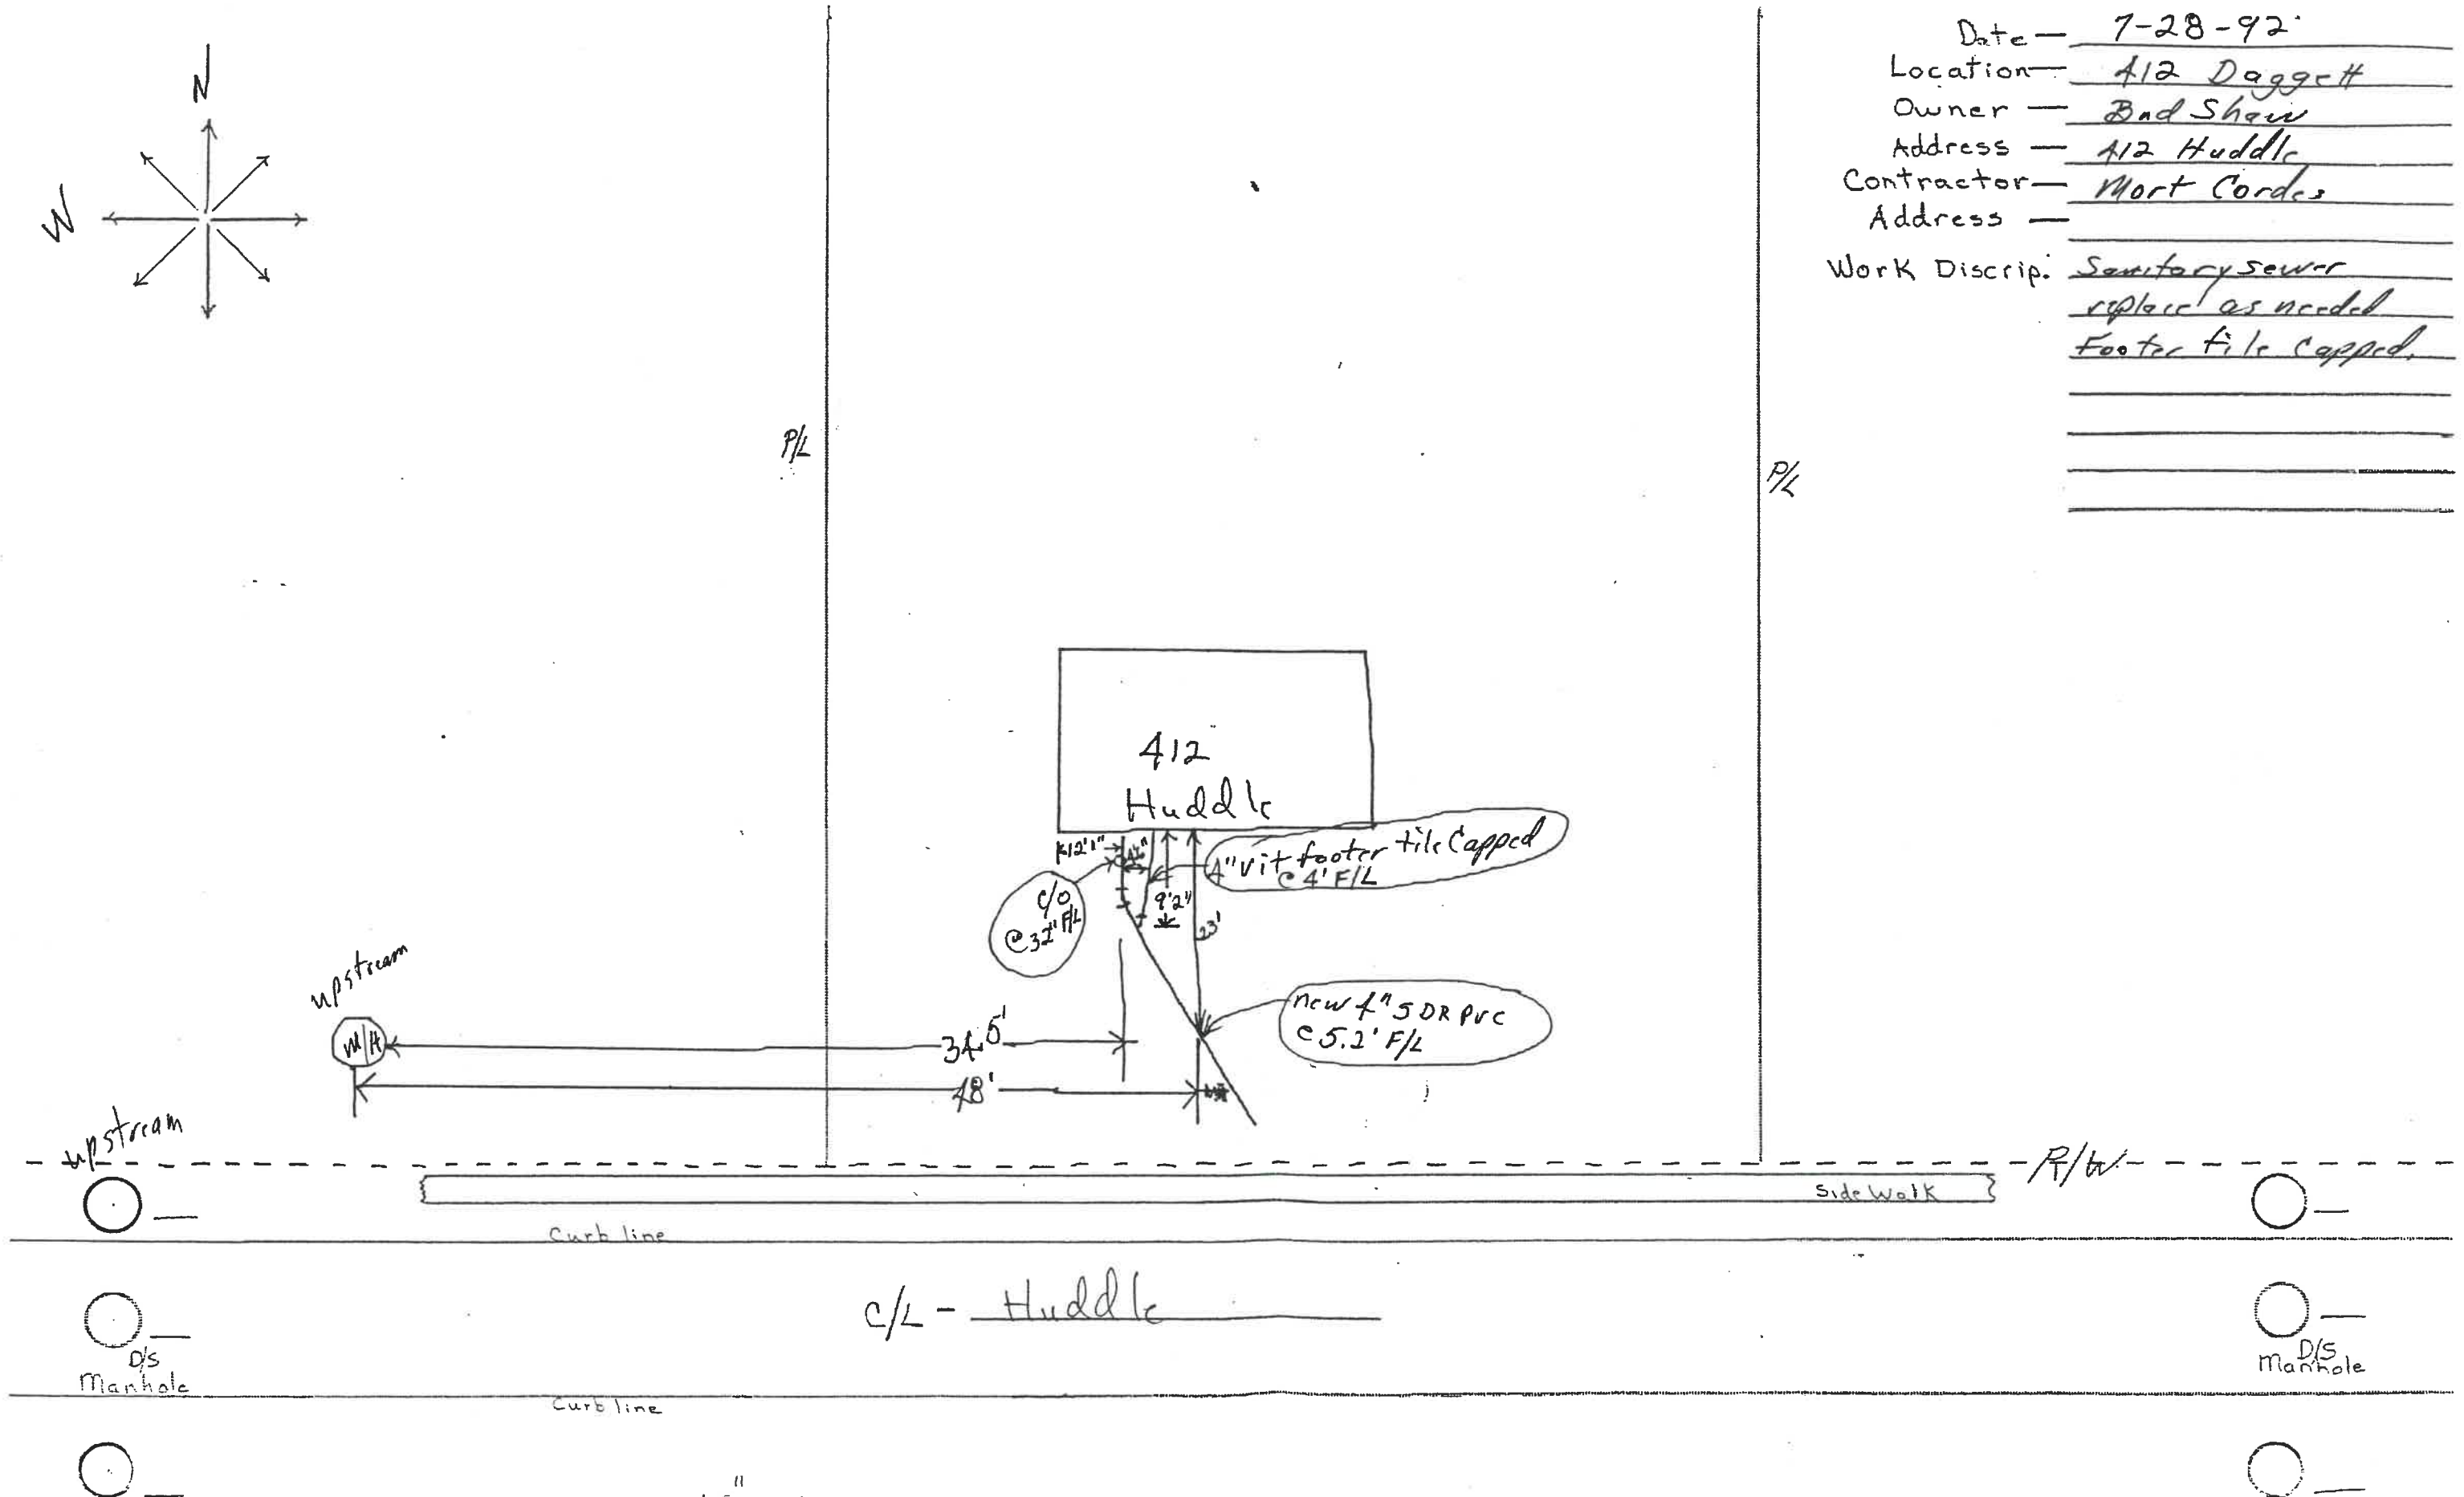 N
W
Date — 7-28-92
Location — 412 Daggett
Owner — Bud Shaw
Address — 412 Huddle
Contractor — Mort Cordes
Address —
Work Discrip: Sanitary sewer
replace as needed
Footer tile Capped.
P/L
P/L
412
Huddle
12'1"
4" vit footer tile Capped
@ 4' F/L
c/o
F/L
9'2"
23'
new 4" SDR PVC
@ 5.2' F/L
upstream
M/H
34.5'
48'
upstream
R/W
Side Walk
Curb line
C/L - Huddle
D/S
Manhole
D/S
Manhole
Curb line